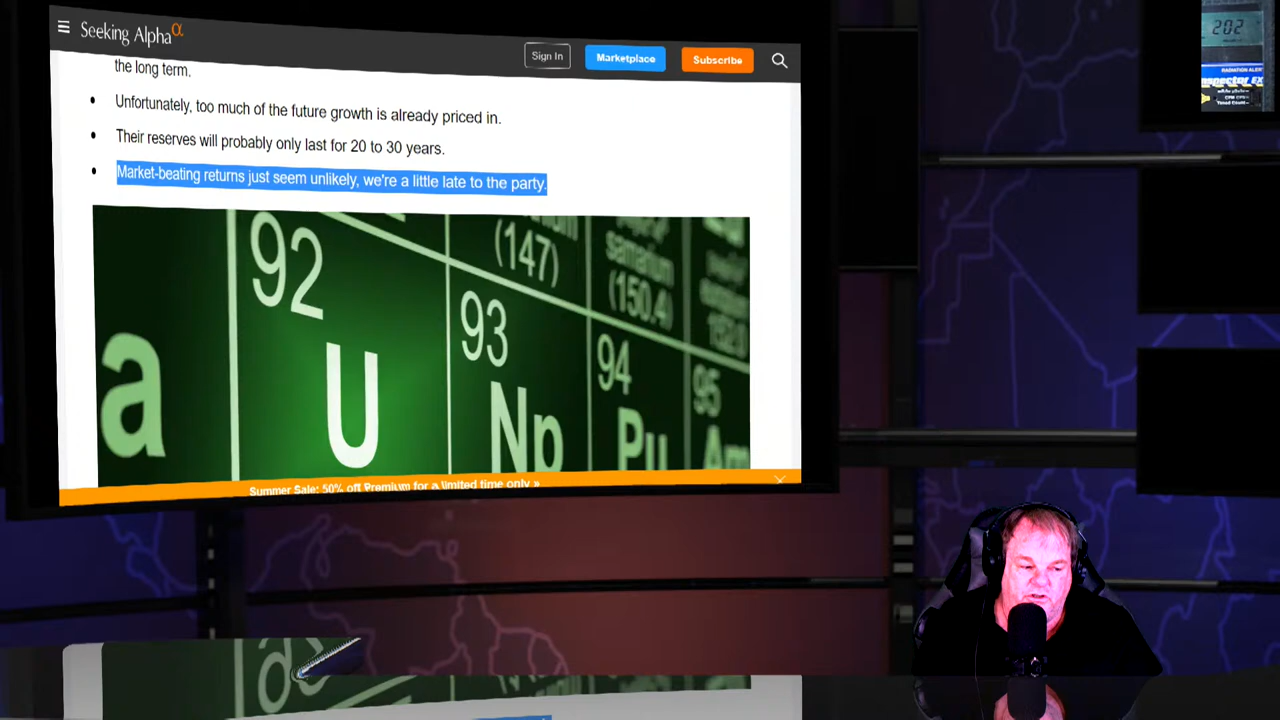 Seeking Alphaα
Sign In
Marketplace
Subscribe
the long term.
Unfortunately, too much of the future growth is already priced in.
Their reserves will probably only last for 20 to 30 years.
Market-beating returns just seem unlikely, we're a little late to the party.
a
92
U
93
Np
(147)
94
Pu
samarium
(150.4)
95
Am
Summer Sale: 50% off Premium for a limited time only »
202
RADIATION ALERT